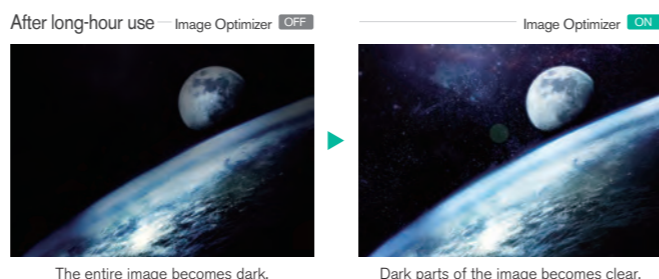 After long-hour use Image Optimizer OFF
Image Optimizer ON
The entire image becomes dark.
Dark parts of the image becomes clear.